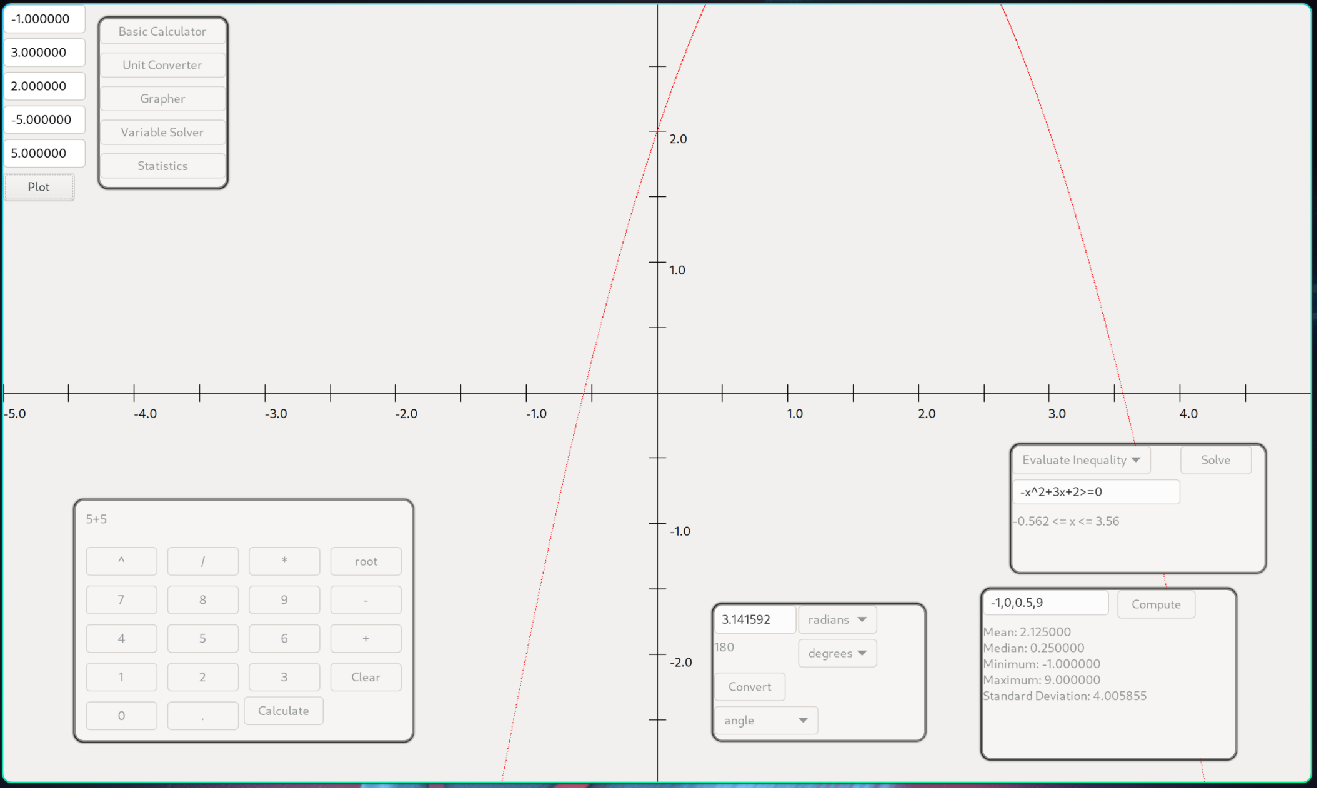 -1.000000
3.000000
2.000000
-5.000000
5.000000
Plot
Basic Calculator
Unit Converter
Grapher
Variable Solver
Statistics
2.0
1.0
-5.0 -4.0 -3.0 -2.0 -1.0 1.0 2.0 3.0 4.0
-1.0
-2.0
5+5
^ / * root
7 8 9 -
4 5 6 +
1 2 3 Clear
0 . Calculate
3.141592 radians
180 degrees
Convert
angle
Evaluate Inequality Solve
-x^2+3x+2>=0
-0.562 <= x <= 3.56
-1,0,0.5,9 Compute
Mean: 2.125000
Median: 0.250000
Minimum: -1.000000
Maximum: 9.000000
Standard Deviation: 4.005855